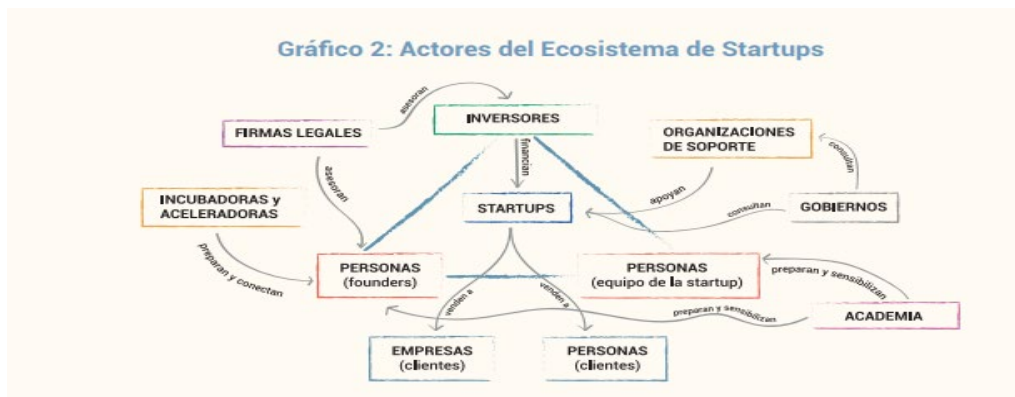 Gráfico 2: Actores del Ecosistema de Startups
asesoran
INVERSORES
FIRMAS LEGALES
ORGANIZACIONES
DE SOPORTE
financian
consultan
asesoran
apoyan
INCUBADORAS y
ACELERADORAS
STARTUPS
consultan
GOBIERNOS
preparan y conectan
PERSONAS
(founders)
PERSONAS
(equipo de la startup)
preparan y sensibilizan
venden a
venden a
preparan y sensibilizan
ACADEMIA
EMPRESAS
(clientes)
PERSONAS
(clientes)